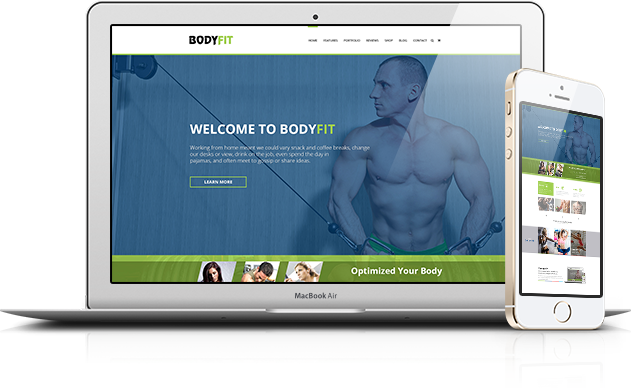 BODYFIT
HOME FEATURES PORTFOLIO REVIEWS SHOP BLOG CONTACT
WELCOME TO BODYFIT
Working from home meant we could vary snack and coffee breaks, change
our desks or view, drink on the job, even spend the day in
pajamas, and often meet to gossip or share ideas.
LEARN MORE
Optimized Your Body
MacBook Air